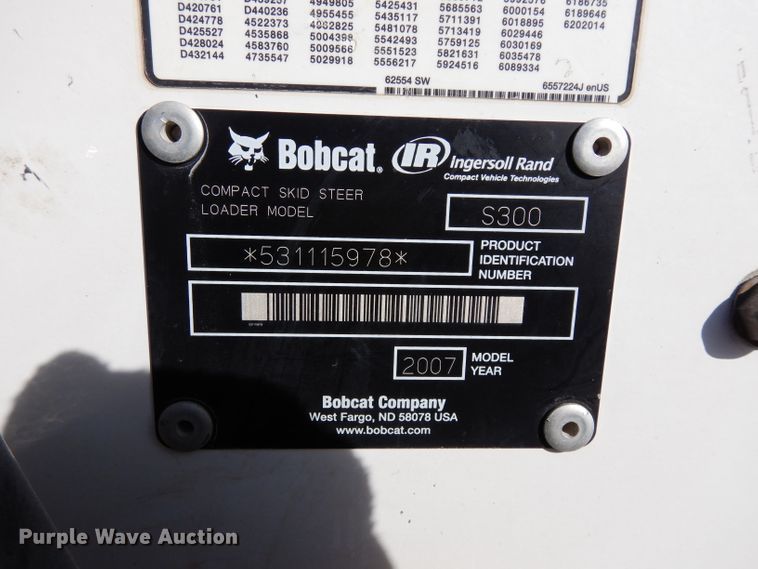 D420761 D440236 4955455 5435117 5711391 6000154 6189646
D424778 4522373 4982825 5481078 5713419 6018895 6202014
D425527 4535868 5004398 5542493 5759125 6029446
D428024 4583760 5009566 5551523 5881821 6030169
D432144 4735547 5029918 5556217 5924516 6035478
6089334
62554 SW
6557224J enUS
Bobcat®
IR Ingersoll Rand
Compact Vehicle Technologies
COMPACT SKID STEER
LOADER MODEL
S300
*531115978*
PRODUCT
IDENTIFICATION
NUMBER
2007
MODEL
YEAR
Bobcat Company
West Fargo, ND 58078 USA
www.bobcat.com
Purple Wave Auction